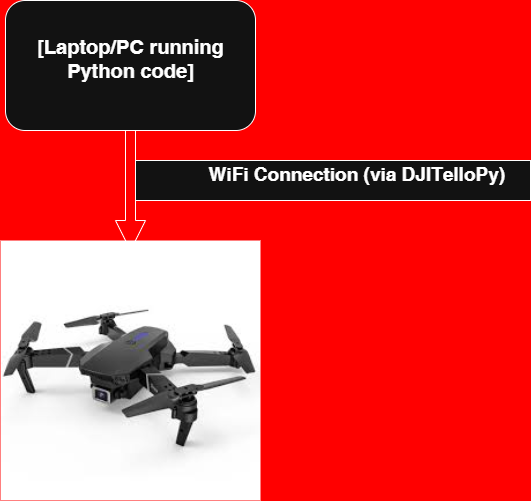 [Laptop/PC running
Python code]
WiFi Connection (via DJITelloPy)